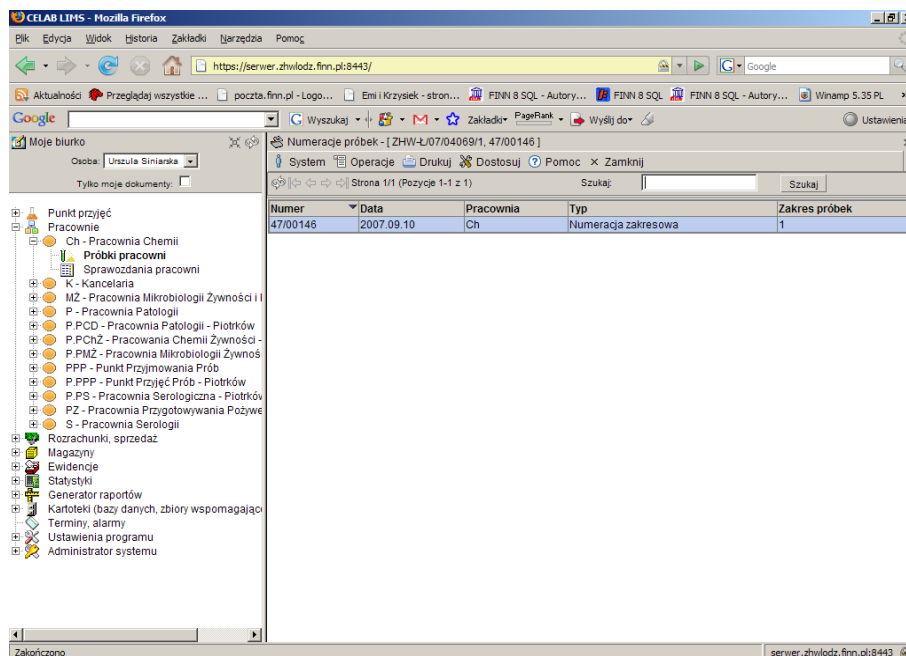 CELAB LIMS - Mozilla Firefox
Plik Edycja Widok Historia Zakładki Narzędzia Pomoc
https://serwer.zhwlodz.finn.pl:8443/ G Google
Aktualności Przeglądaj wszystkie ... poczta.finn.pl - Logo... Emi i Krzysiek - stron... FINN 8 SQL - Autory... FINN 8 SQL FINN 8 SQL - Autory... Winamp 5.35 PL
Google G Wyszukaj Zakładki PageRank Wyślij do Ustawienia
Moje biurko
Osoba: Urszula Siniarska
Tylko moje dokumenty:
Punkt przyjęć
Pracownie
Ch - Pracownia Chemii
Próbki pracowni
Sprawozdania pracowni
K - Kancelaria
MŻ - Pracownia Mikrobiologii Żywności i
P - Pracownia Patologii
P.PCD - Pracownia Patologii - Piotrków
P.PChŻ - Pracowania Chemii Żywności -
P.PMŻ - Pracownia Mikrobiologii Żywnoś
PPP - Punkt Przyjmowania Prób
P.PPP - Punkt Przyjęć Prób - Piotrków
P.PS - Pracownia Serologiczna - Piotrków
PZ - Pracownia Przygotowywania Pożywe
S - Pracownia Serologii
Rozrachunki, sprzedaż
Magazyny
Ewidencje
Statystyki
Generator raportów
Kartoteki (bazy danych, zbiory wspomagające
Terminy, alarmy
Ustawienia programu
Administrator systemu
Numeracje próbek - [ ZHW-Ł/07/04069/1, 47/00146 ]
System Operacje Drukuj Dostosuj Pomoc Zamknij
Strona 1/1 (Pozycje 1-1 z 1) Szukaj: Szukaj
Numer Data Pracownia Typ Zakres próbek
47/00146 2007.09.10 Ch Numeracja zakresowa 1
Zakończono serwer.zhwlodz.finn.pl:8443